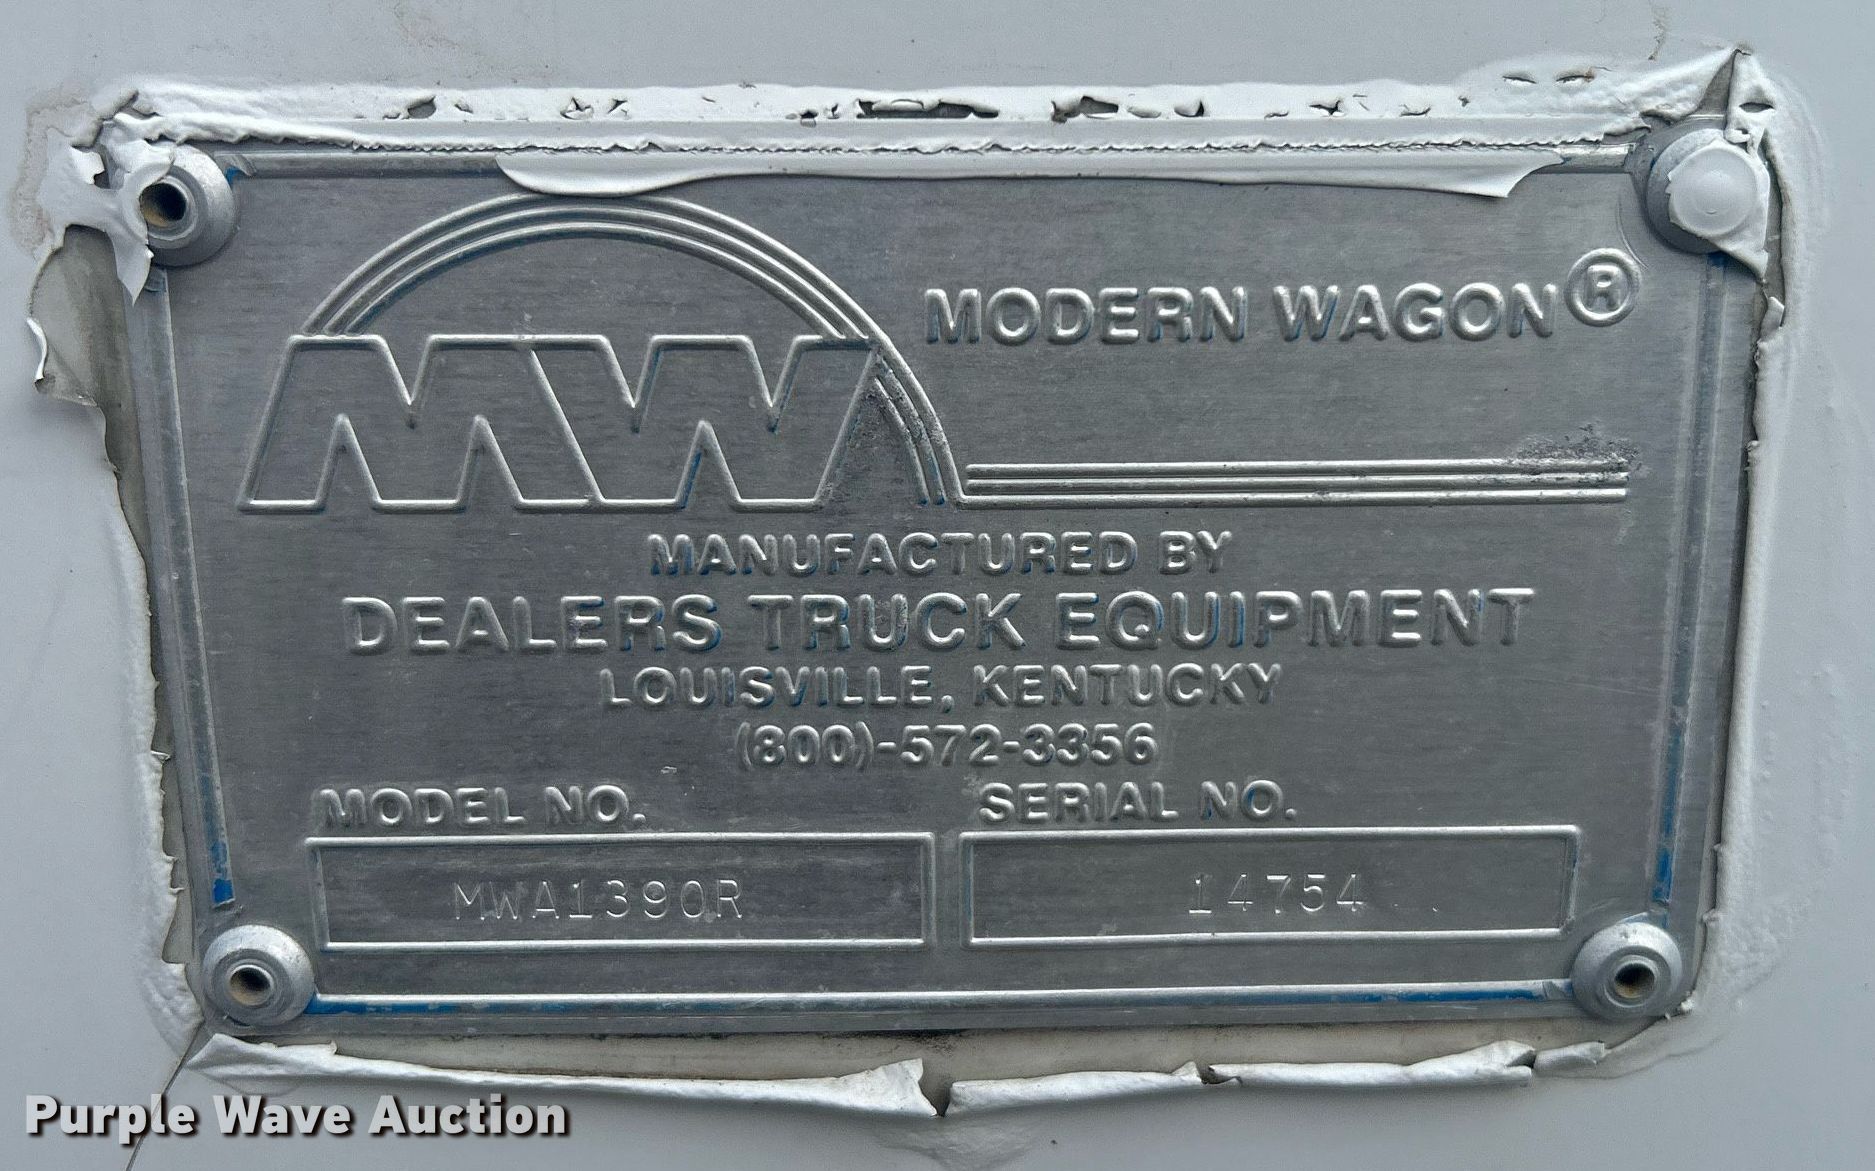 MW
MODERN WAGON®
MANUFACTURED BY
DEALERS TRUCK EQUIPMENT
LOUISVILLE, KENTUCKY
(800)-572-3356
MODEL NO. SERIAL NO.
MWA1390R 14754
Purple Wave Auction